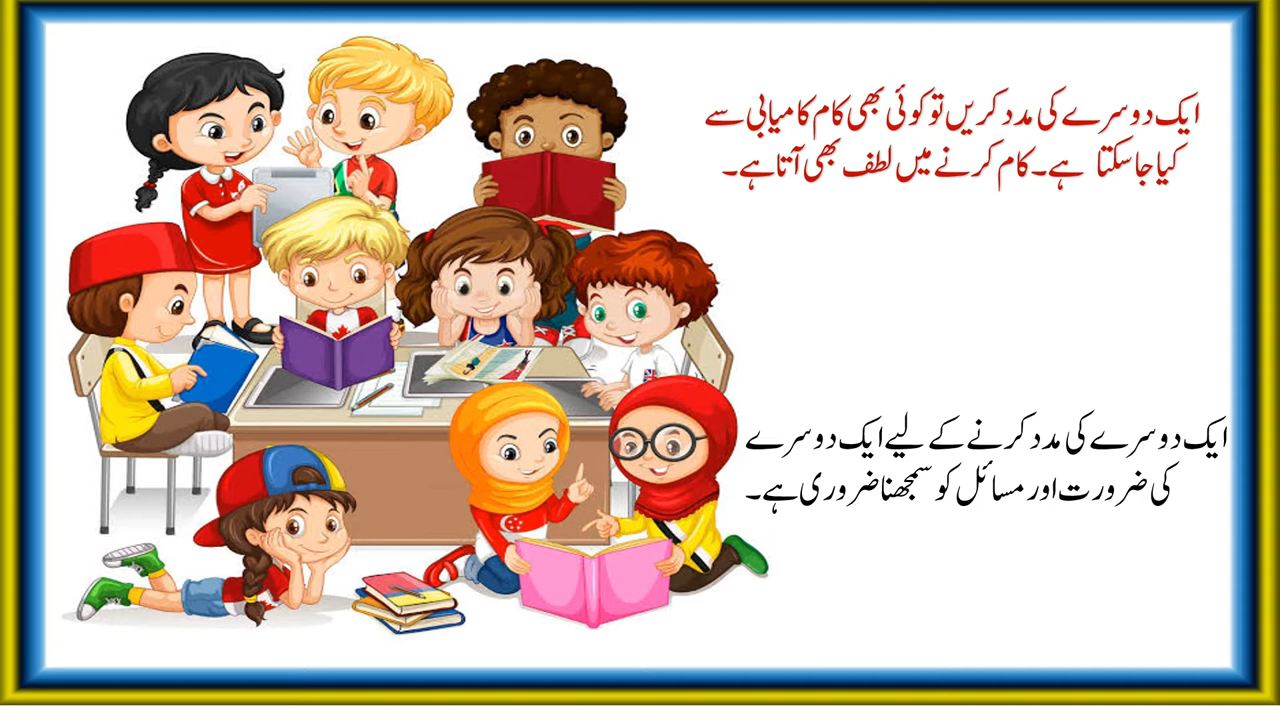 ایک دوسرے کی مدد کریں تو کوئی بھی کام کامیابی سے
کیا جاسکتا ہے۔ کام کرنے میں لطف بھی آتا ہے۔
ایک دوسرے کی مدد کرنے کے لیے ایک دوسرے
کی ضرورت اور مسائل کو سمجھنا ضروری ہے۔